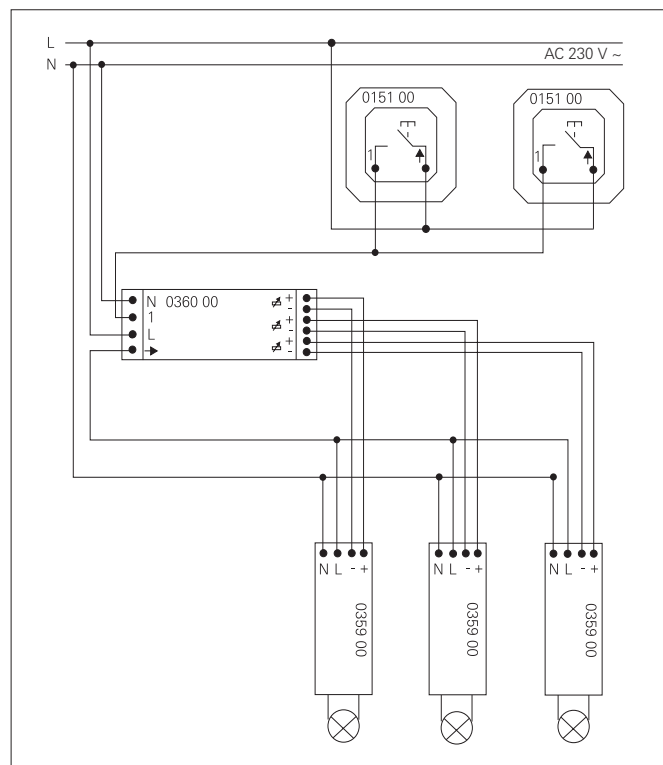 L
N
AC 230 V ~
0151 00
0151 00
1
1
N 0360 00
1
L
+
-
+
-
+
-
N L - +
N L - +
N L - +
0359 00
0359 00
0359 00